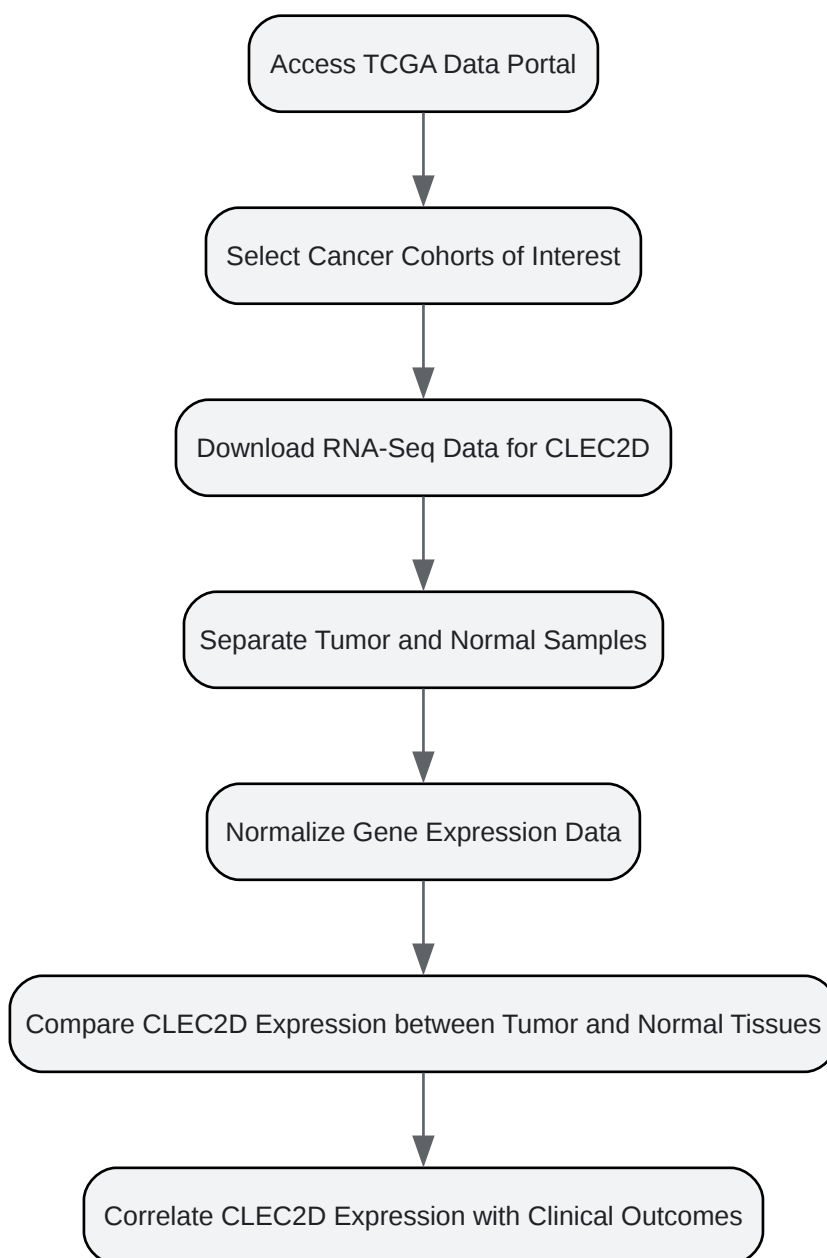 Access TCGA Data Portal
Select Cancer Cohorts of Interest
Download RNA-Seq Data for CLEC2D
Separate Tumor and Normal Samples
Normalize Gene Expression Data
Compare CLEC2D Expression between Tumor and Normal Tissues
Correlate CLEC2D Expression with Clinical Outcomes